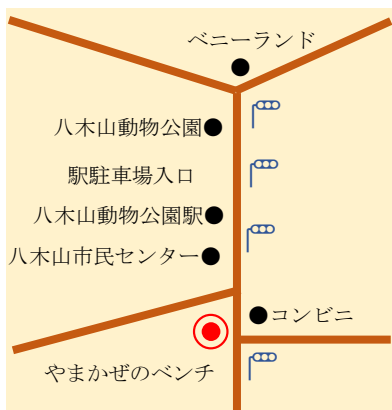 ベニーランド
八木山動物公園
駅駐車場入口
八木山動物公園駅
八木山市民センター
コンビニ
やまかぜのベンチ